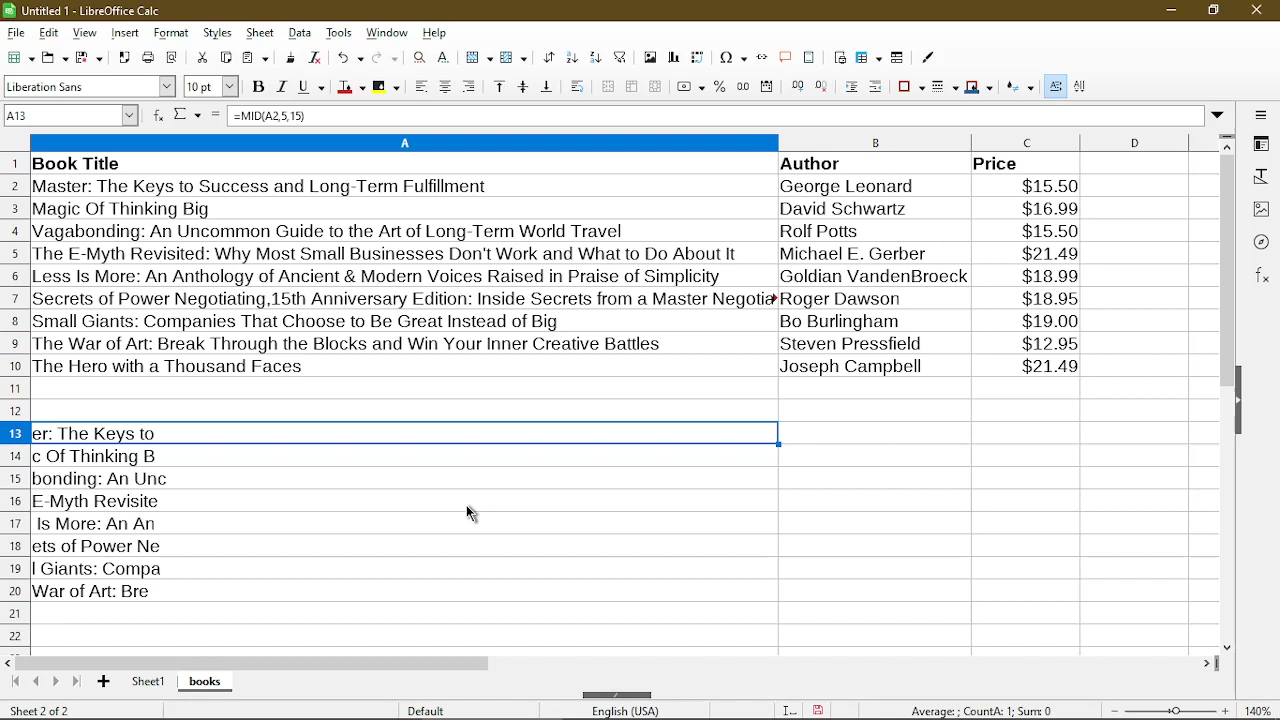 Untitled 1 - LibreOffice Calc
File Edit View Insert Format Styles Sheet Data Tools Window Help
Liberation Sans 10 pt
A13 =MID(A2,5,15)
A B C D
1 Book Title Author Price
2 Master: The Keys to Success and Long-Term Fulfillment George Leonard $15.50
3 Magic Of Thinking Big David Schwartz $16.99
4 Vagabonding: An Uncommon Guide to the Art of Long-Term World Travel Rolf Potts $15.50
5 The E-Myth Revisited: Why Most Small Businesses Don't Work and What to Do About It Michael E. Gerber $21.49
6 Less Is More: An Anthology of Ancient & Modern Voices Raised in Praise of Simplicity Goldian VandenBroeck $18.99
7 Secrets of Power Negotiating,15th Anniversary Edition: Inside Secrets from a Master Negotia Roger Dawson $18.95
8 Small Giants: Companies That Choose to Be Great Instead of Big Bo Burlingham $19.00
9 The War of Art: Break Through the Blocks and Win Your Inner Creative Battles Steven Pressfield $12.95
10 The Hero with a Thousand Faces Joseph Campbell $21.49
11
12
13 er: The Keys to
14 c Of Thinking B
15 bonding: An Unc
16 E-Myth Revisite
17 Is More: An An
18 ets of Power Ne
19 l Giants: Compa
20 War of Art: Bre
21
22
Sheet1 books
Sheet 2 of 2 Default English (USA) Average: ; CountA: 1; Sum: 0 140%